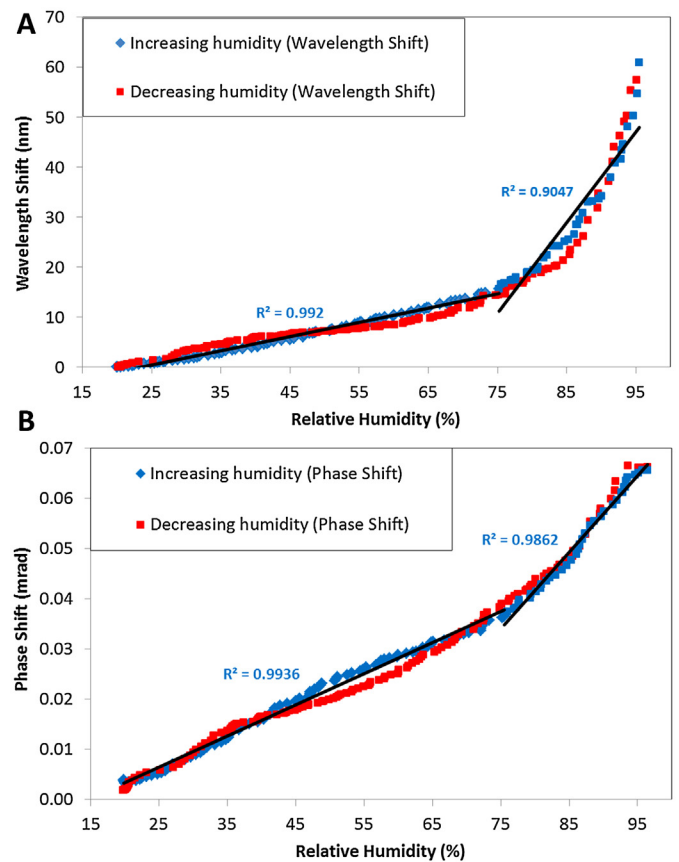 A
70
60
50
40
30
20
10
0
Wavelength Shift (nm)
Increasing humidity (Wavelength Shift)
Decreasing humidity (Wavelength Shift)
R² = 0.9047
R² = 0.992
15 25 35 45 55 65 75 85 95
Relative Humidity (%)
B
0.07
0.06
0.05
0.04
0.03
0.02
0.01
0.00
Phase Shift (mrad)
Increasing humidity (Phase Shift)
Decreasing humidity (Phase Shift)
R² = 0.9862
R² = 0.9936
15 25 35 45 55 65 75 85 95
Relative Humidity (%)